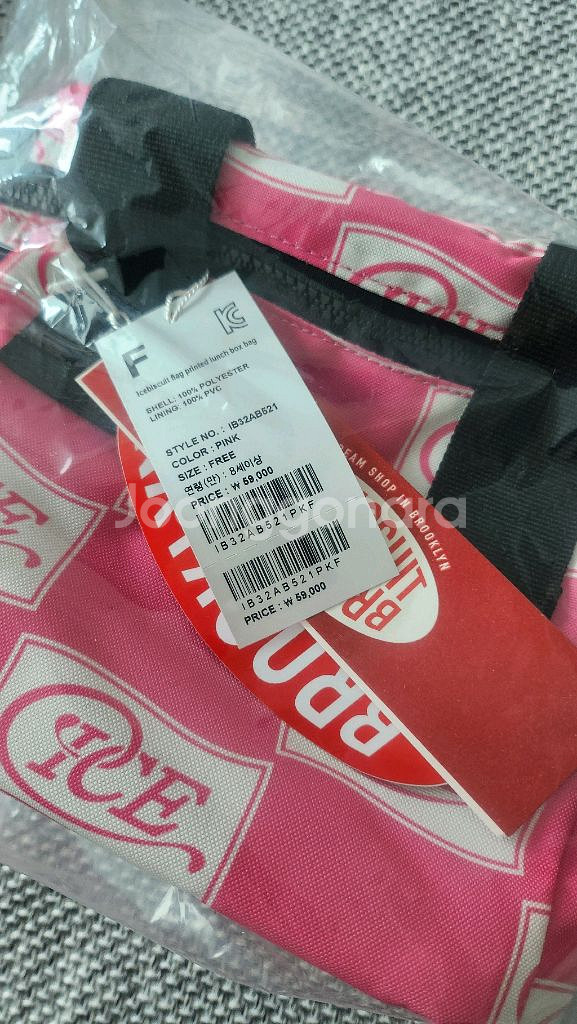 F
Icebiscuit flag printed lunch box bag
SHELL: 100% POLYESTER
LINING: 100% PVC
STYLE NO. : IB32AB521
COLOR : PINK
SIZE : FREE
연령(만) : 8세이상
PRICE : ₩ 59,000
IB32AB521PKF
IB32AB521PKF
PRICE : ₩ 59,000
SHOP IN BROOKLYN
ICE
Joonggonara